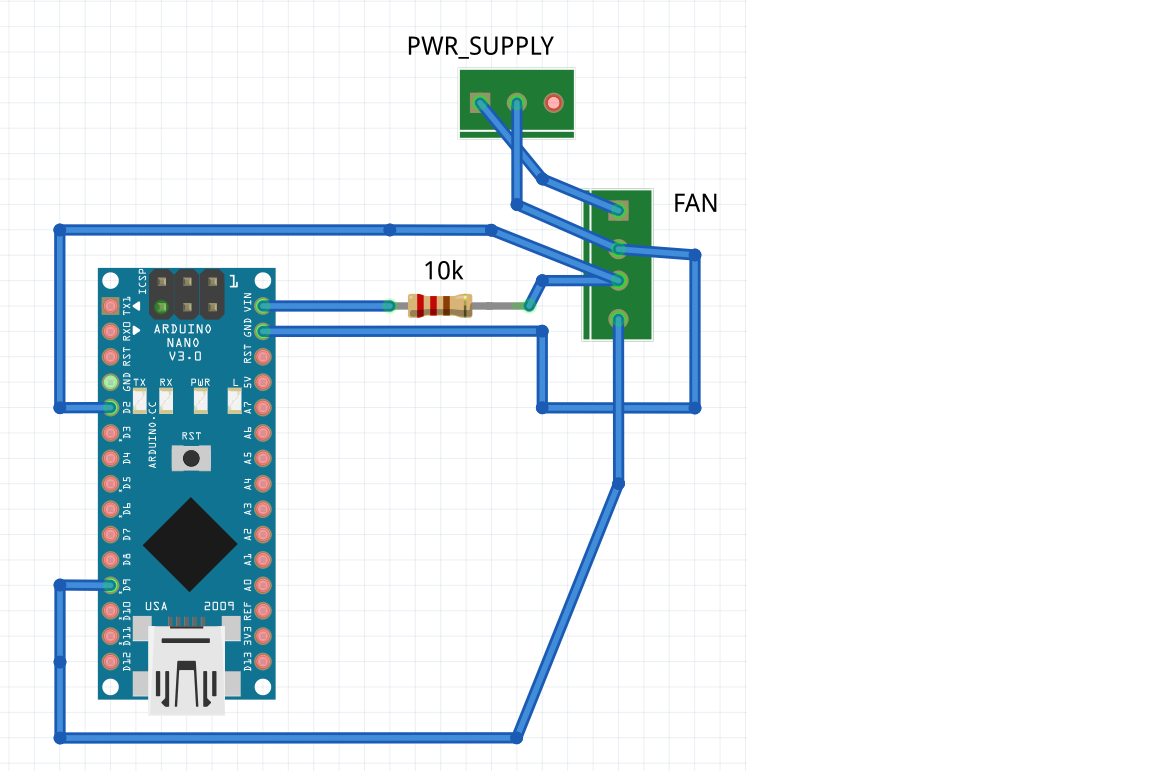 PWR_SUPPLY
FAN
10k
ICSP
1
TX1
RX0
RST
GND
D2
D3
D4
D5
D6
D7
D8
D9
D10
D11
D12
VIN
GND
RST
5V
A7
A6
A5
A4
A3
A2
A1
A0
REF
3V3
D13
ARDUINO
NANO
V3.0
TX RX PWR L
ARDUINO.CC
RST
USA 2009